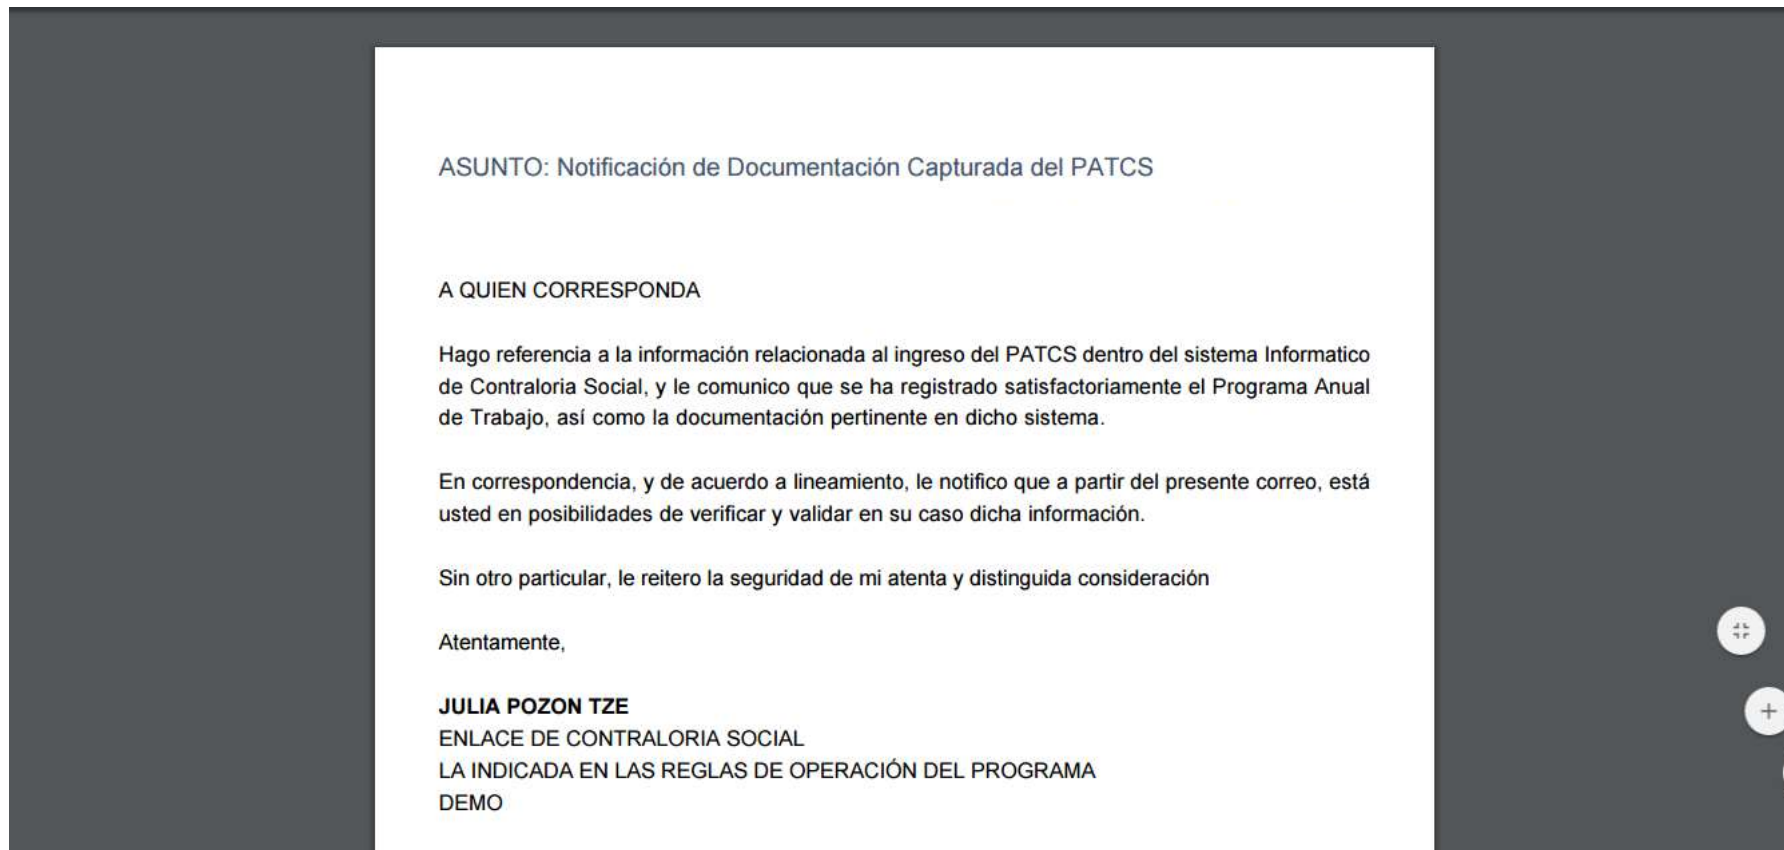 ASUNTO: Notificación de Documentación Capturada del PATCS
A QUIEN CORRESPONDA
Hago referencia a la información relacionada al ingreso del PATCS dentro del sistema Informatico
de Contraloria Social, y le comunico que se ha registrado satisfactoriamente el Programa Anual
de Trabajo, así como la documentación pertinente en dicho sistema.
En correspondencia, y de acuerdo a lineamiento, le notifico que a partir del presente correo, está
usted en posibilidades de verificar y validar en su caso dicha información.
Sin otro particular, le reitero la seguridad de mi atenta y distinguida consideración
Atentamente,
JULIA POZON TZE
ENLACE DE CONTRALORIA SOCIAL
LA INDICADA EN LAS REGLAS DE OPERACIÓN DEL PROGRAMA
DEMO